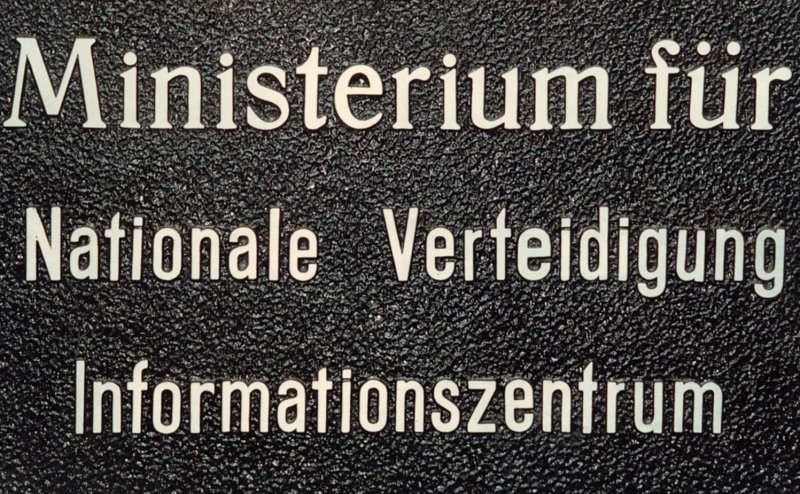 Ministerium für
Nationale Verteidigung
Informationszentrum